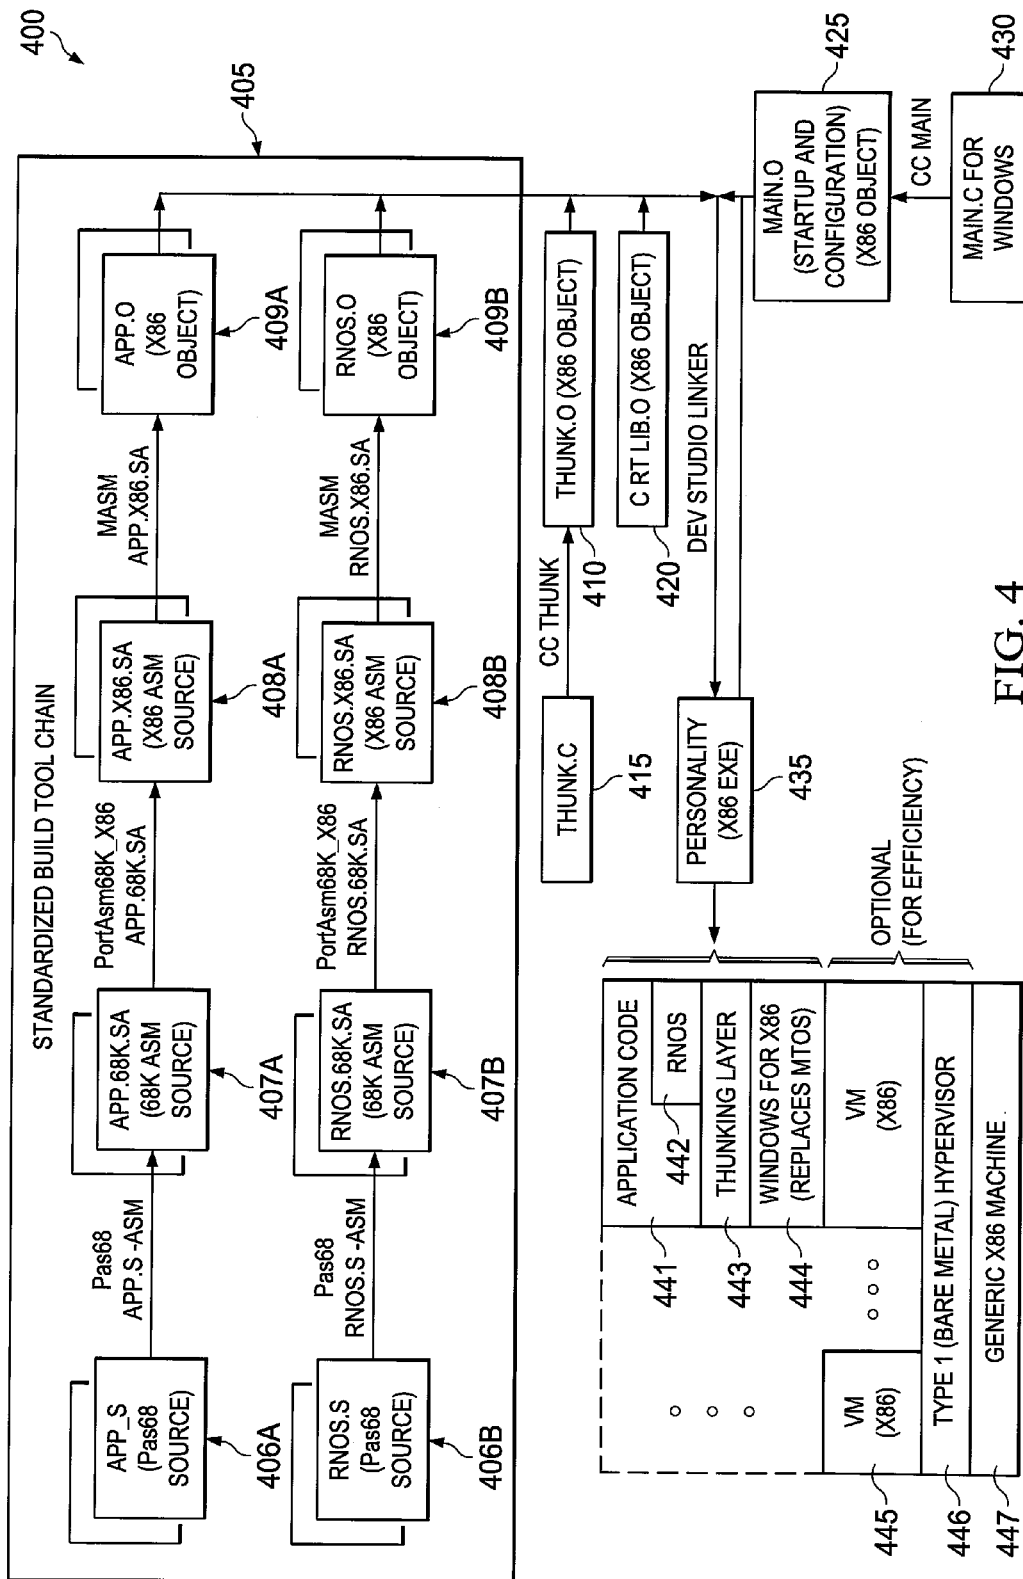 400
STANDARDIZED BUILD TOOL CHAIN
405
APP_S
(Pas68
SOURCE)
406A
Pas68
APP.S -ASM
APP.68K.SA
(68K ASM
SOURCE)
407A
PortAsm68K_X86
APP.68K.SA
APP.X86.SA
(X86 ASM
SOURCE)
408A
MASM
APP.X86.SA
APP.O
(X86
OBJECT)
409A
RNOS.S
(Pas68
SOURCE)
406B
Pas68
RNOS.S -ASM
RNOS.68K.SA
(68K ASM
SOURCE)
407B
PortAsm68K_X86
RNOS.68K.SA
RNOS.X86.SA
(X86 ASM
SOURCE)
408B
MASM
RNOS.X86.SA
RNOS.O
(X86
OBJECT)
409B
THUNK.C
415
CC THUNK
THUNK.O (X86 OBJECT)
410
C RT LIB.O (X86 OBJECT)
420
DEV STUDIO LINKER
PERSONALITY
(X86 EXE)
435
MAIN.O
(STARTUP AND
CONFIGURATION)
(X86 OBJECT)
425
CC MAIN
MAIN.C FOR
WINDOWS
430
APPLICATION CODE
441
RNOS
442
THUNKING LAYER
443
WINDOWS FOR X86
(REPLACES MTOS)
444
VM
(X86)
VM
(X86)
445
OPTIONAL
(FOR EFFICIENCY)
TYPE 1 (BARE METAL) HYPERVISOR
446
GENERIC X86 MACHINE
447
FIG. 4